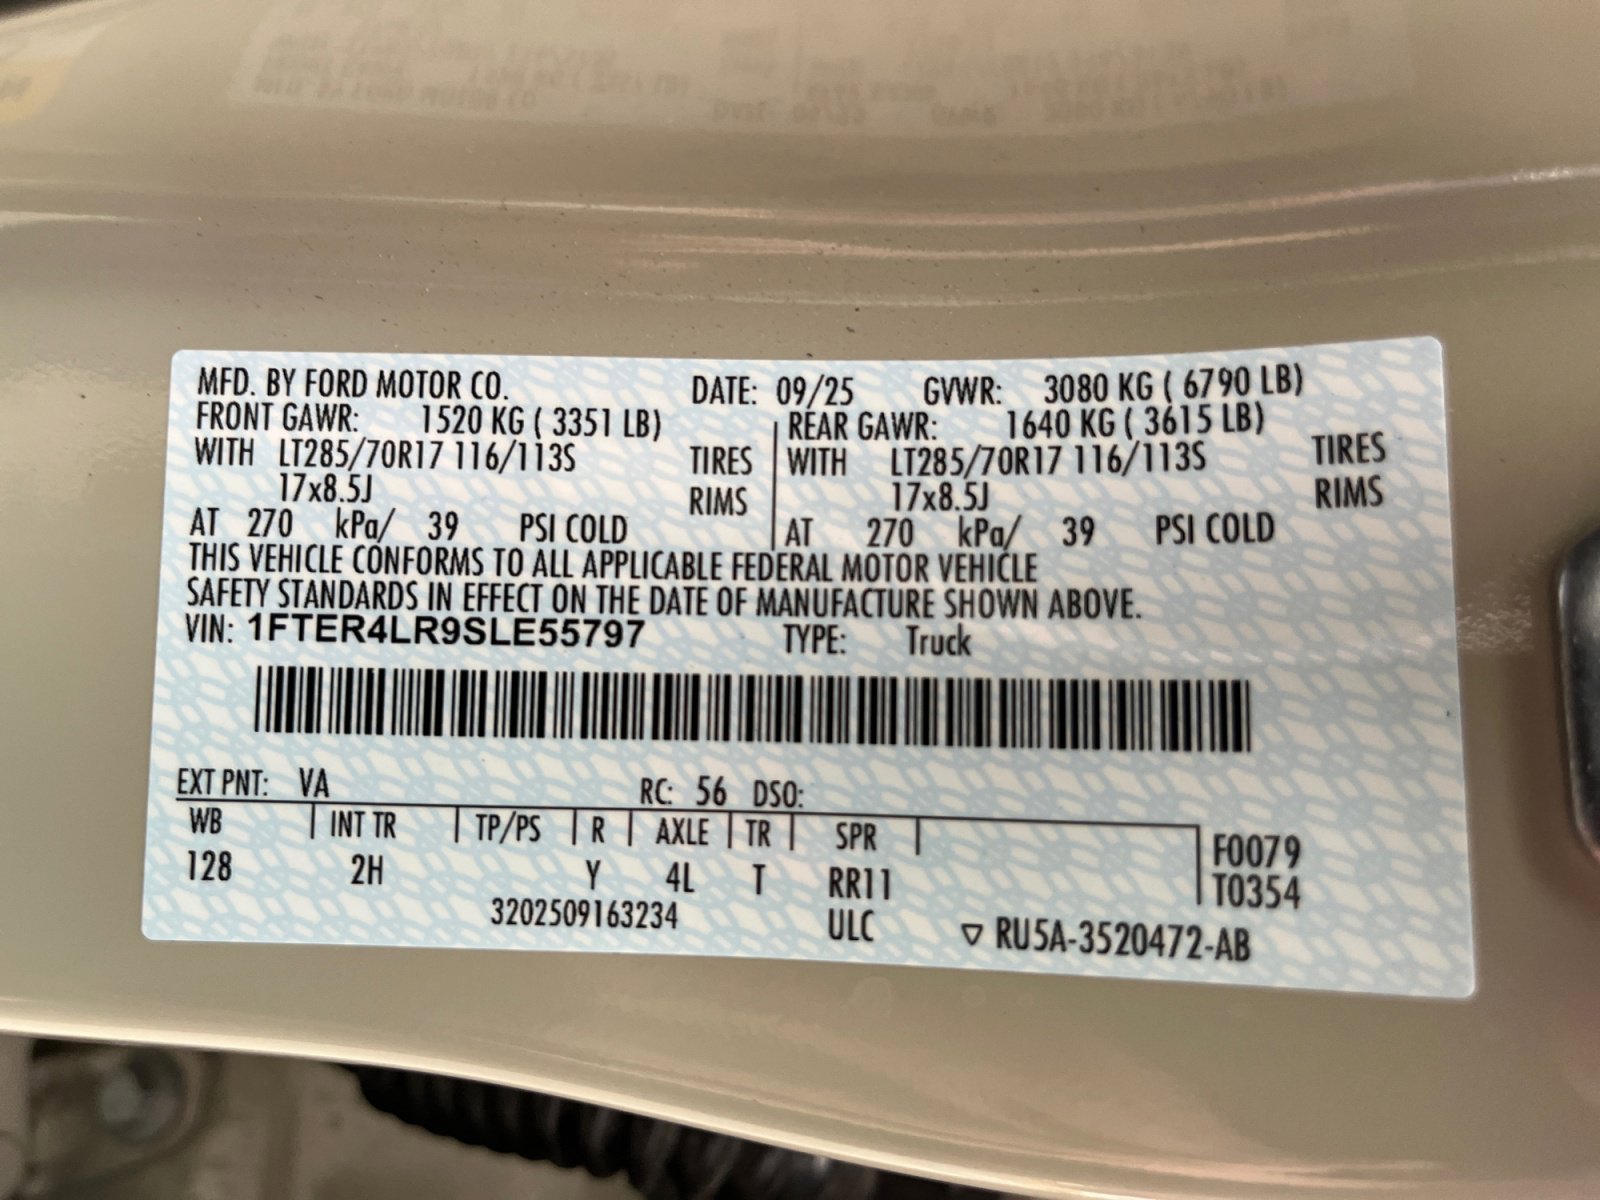 MFD. BY FORD MOTOR CO. DATE: 09/25 GVWR: 3080 KG ( 6790 LB)
FRONT GAWR: 1520 KG ( 3351 LB) REAR GAWR: 1640 KG ( 3615 LB)
WITH LT285/70R17 116/113S TIRES WITH LT285/70R17 116/113S TIRES
17x8.5J RIMS 17x8.5J RIMS
AT 270 kPa/ 39 PSI COLD AT 270 kPa/ 39 PSI COLD
THIS VEHICLE CONFORMS TO ALL APPLICABLE FEDERAL MOTOR VEHICLE
SAFETY STANDARDS IN EFFECT ON THE DATE OF MANUFACTURE SHOWN ABOVE.
VIN: 1FTER4LR9SLE55797 TYPE: Truck
EXT PNT: VA RC: 56 DSO:
WB INT TR TP/PS R AXLE TR SPR F0079
128 2H Y 4L T RR11 T0354
3202509163234 ULC ▽ RU5A-3520472-AB